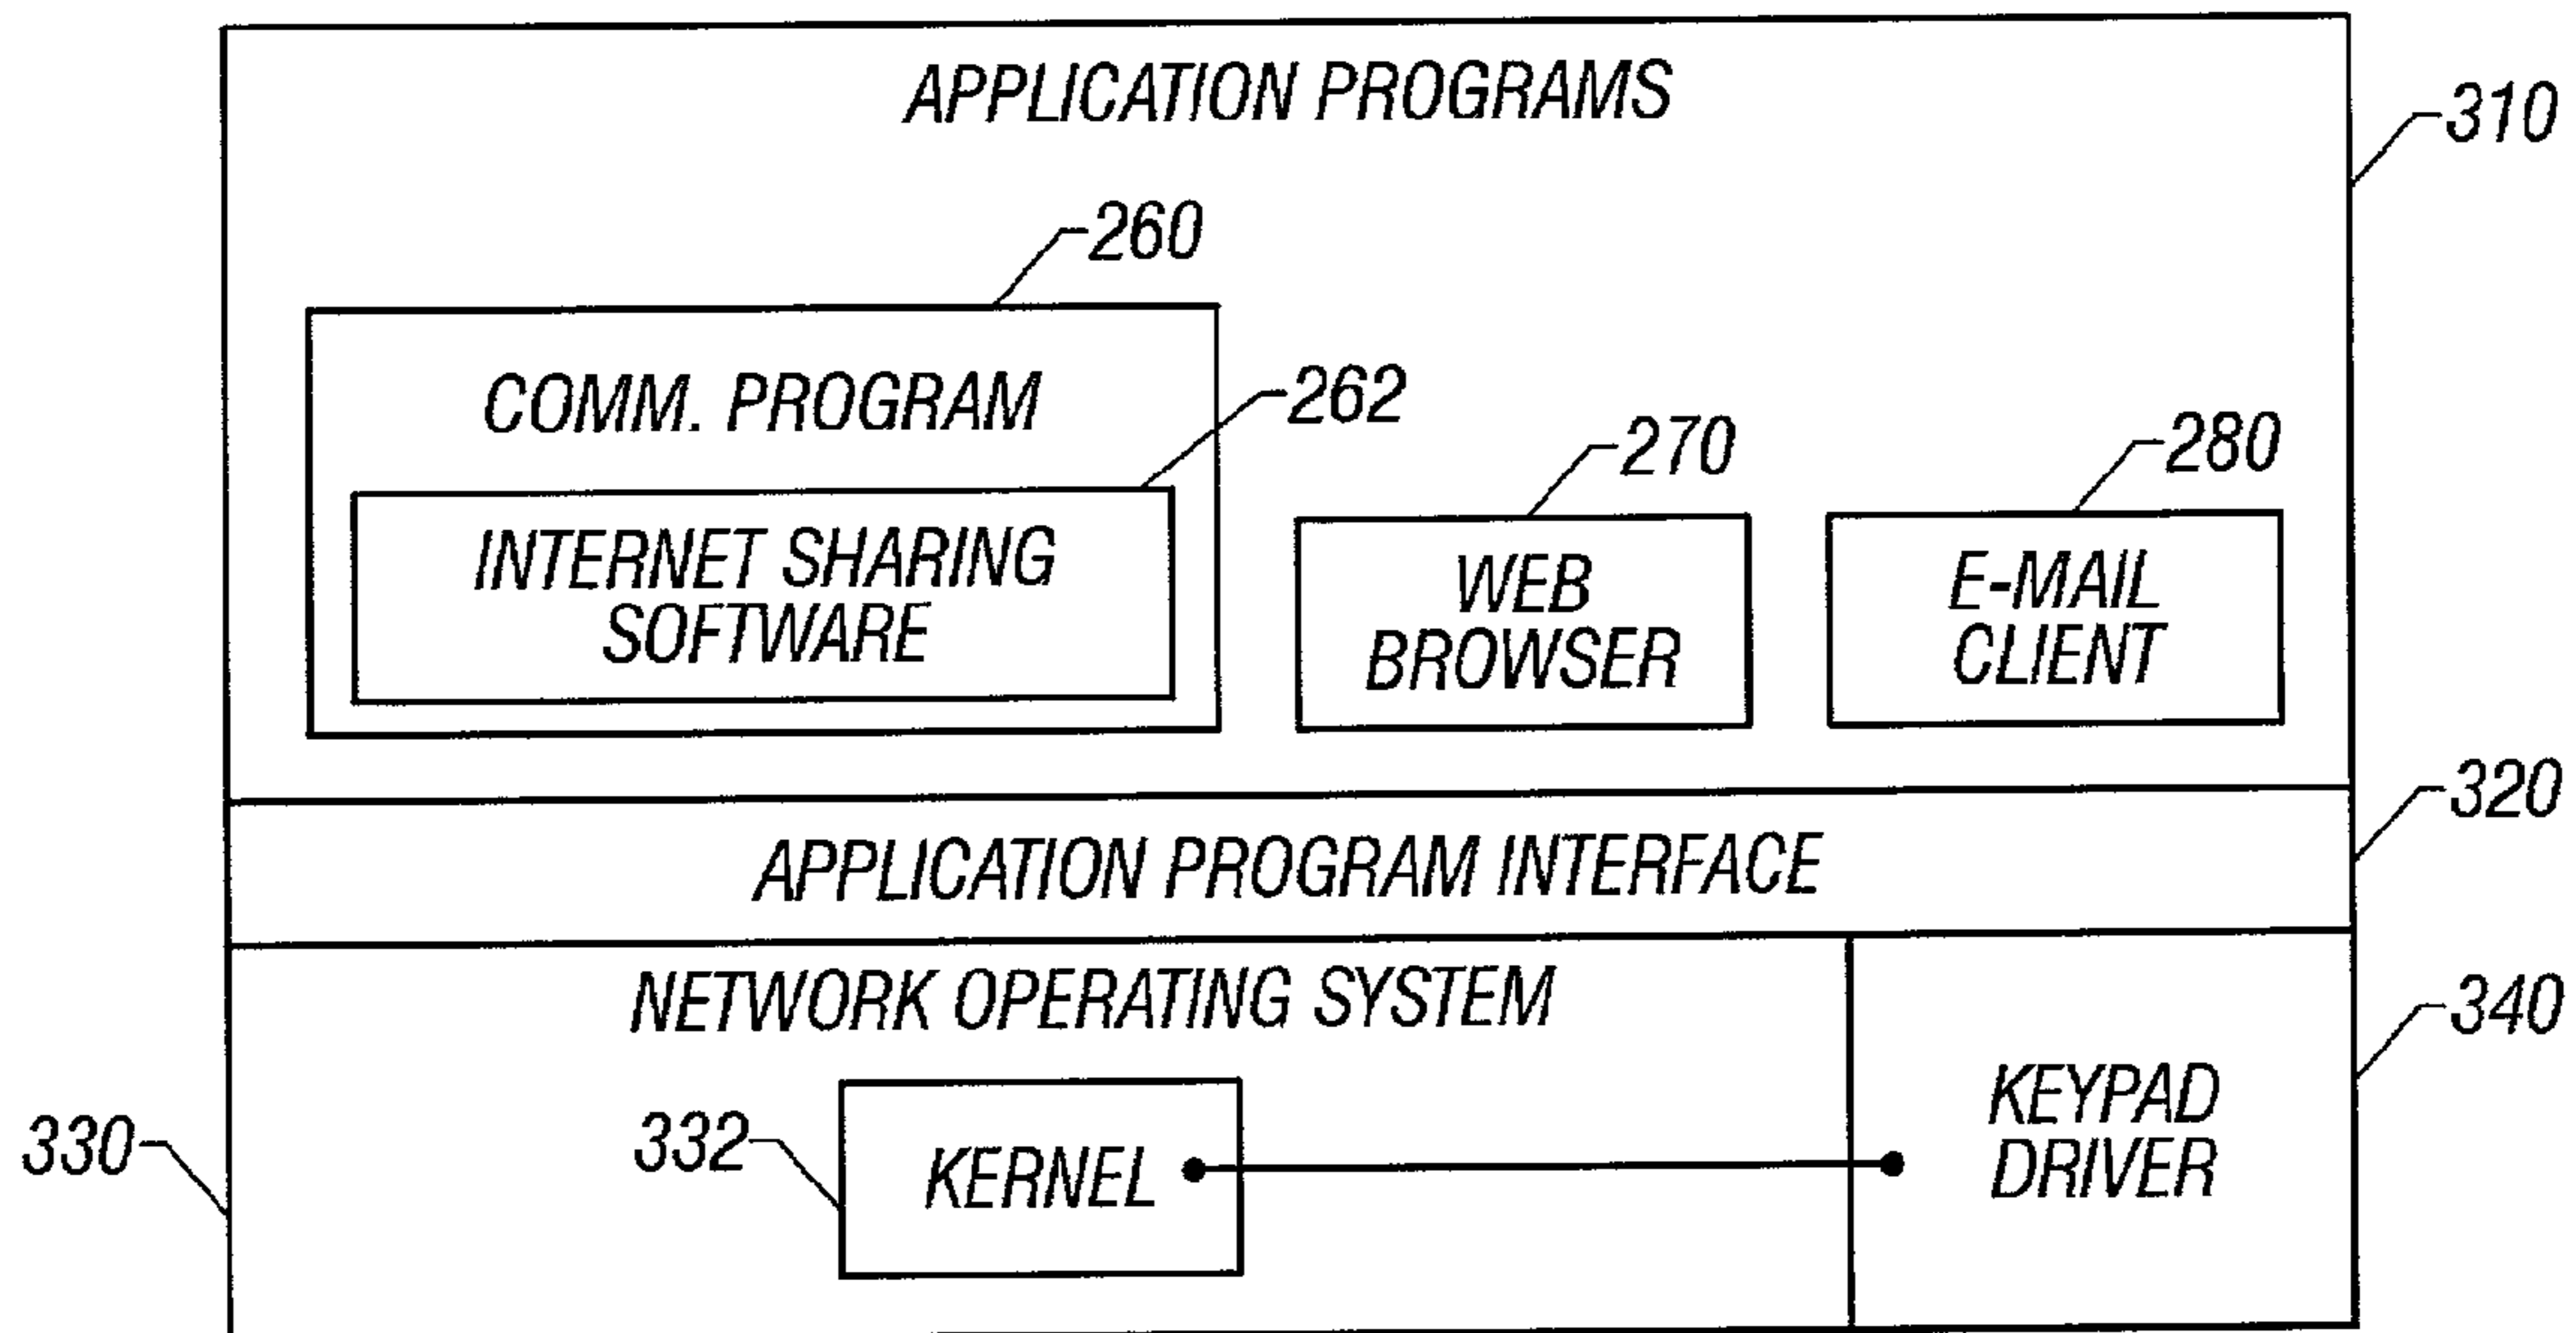 APPLICATION PROGRAMS
310
260
COMM. PROGRAM
262
270
280
INTERNET SHARING
SOFTWARE
WEB
BROWSER
E-MAIL
CLIENT
320
APPLICATION PROGRAM INTERFACE
NETWORK OPERATING SYSTEM
340
KEYPAD
DRIVER
330
332
KERNEL